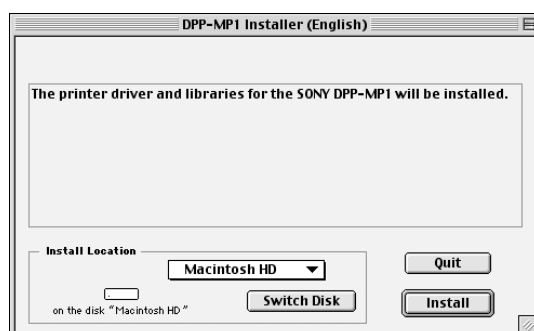 DPP-MP1 Installer (English)
The printer driver and libraries for the SONY DPP-MP1 will be installed.
Install Location
Macintosh HD
on the disk "Macintosh HD"
Switch Disk
Quit
Install